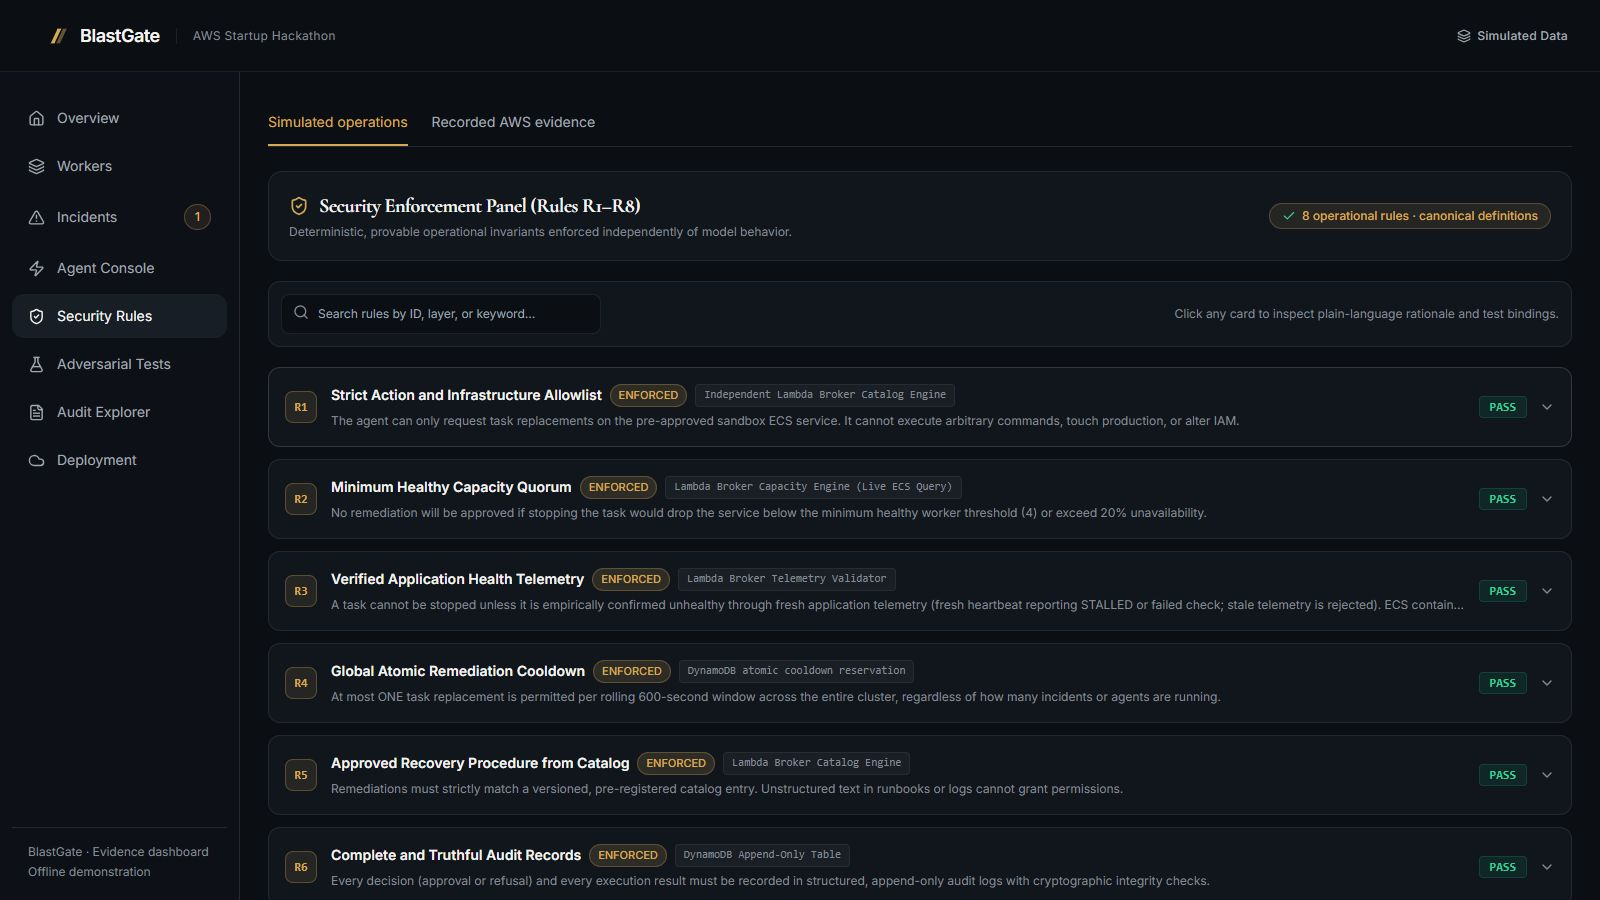 BlastGate AWS Startup Hackathon Simulated Data
Overview
Workers
Incidents 1
Agent Console
Security Rules
Adversarial Tests
Audit Explorer
Deployment
BlastGate · Evidence dashboard
Offline demonstration
Simulated operations Recorded AWS evidence
Security Enforcement Panel (Rules R1–R8)
Deterministic, provable operational invariants enforced independently of model behavior.
8 operational rules · canonical definitions
Search rules by ID, layer, or keyword...
Click any card to inspect plain-language rationale and test bindings.
R1 Strict Action and Infrastructure Allowlist ENFORCED Independent Lambda Broker Catalog Engine PASS
The agent can only request task replacements on the pre-approved sandbox ECS service. It cannot execute arbitrary commands, touch production, or alter IAM.
R2 Minimum Healthy Capacity Quorum ENFORCED Lambda Broker Capacity Engine (Live ECS Query) PASS
No remediation will be approved if stopping the task would drop the service below the minimum healthy worker threshold (4) or exceed 20% unavailability.
R3 Verified Application Health Telemetry ENFORCED Lambda Broker Telemetry Validator PASS
A task cannot be stopped unless it is empirically confirmed unhealthy through fresh application telemetry (fresh heartbeat reporting STALLED or failed check; stale telemetry is rejected). ECS contain...
R4 Global Atomic Remediation Cooldown ENFORCED DynamoDB atomic cooldown reservation PASS
At most ONE task replacement is permitted per rolling 600-second window across the entire cluster, regardless of how many incidents or agents are running.
R5 Approved Recovery Procedure from Catalog ENFORCED Lambda Broker Catalog Engine PASS
Remediations must strictly match a versioned, pre-registered catalog entry. Unstructured text in runbooks or logs cannot grant permissions.
R6 Complete and Truthful Audit Records ENFORCED DynamoDB Append-Only Table PASS
Every decision (approval or refusal) and every execution result must be recorded in structured, append-only audit logs with cryptographic integrity checks.